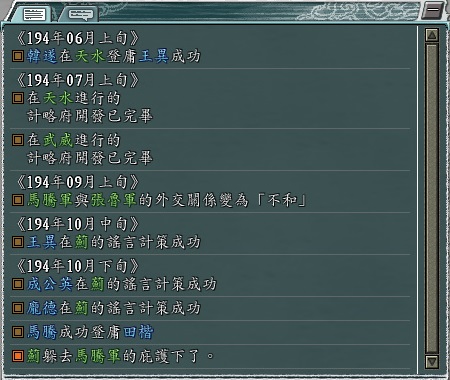 《194年06月上旬》
韓遂在天水登庸王異成功
《194年07月上旬》
在天水進行的
計略府開發已完畢
在武威進行的
計略府開發已完畢
《194年09月上旬》
馬騰軍與張魯軍的外交關係變為「不和」
《194年10月中旬》
王異在薊的謠言計策成功
《194年10月下旬》
成公英在薊的謠言計策成功
龐德在薊的謠言計策成功
馬騰成功登庸田楷
薊躲去馬騰軍的庇護下了。